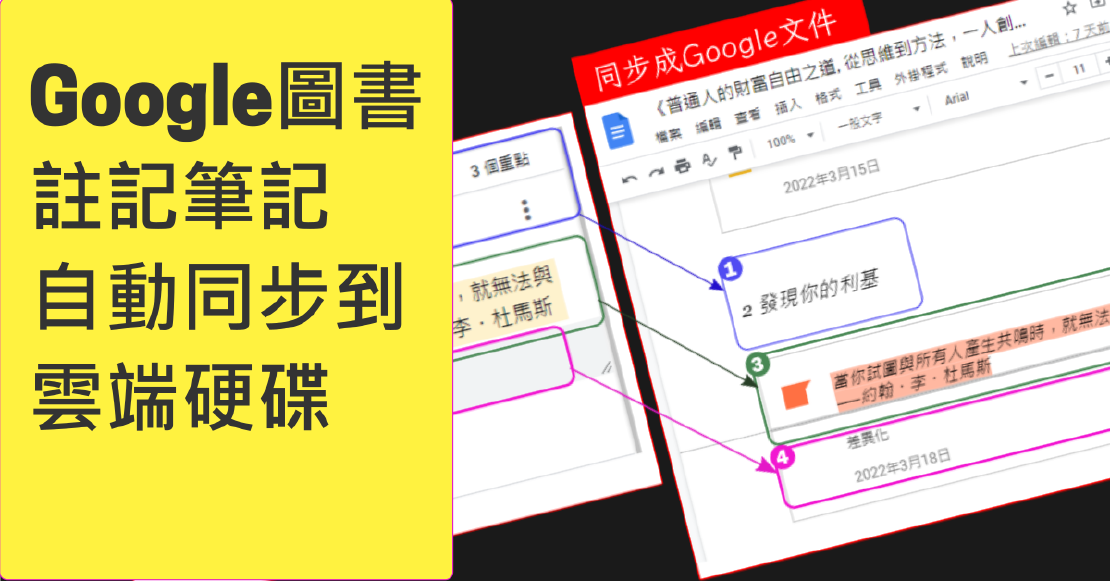 Google圖書
註記筆記
自動同步到
雲端硬碟
3 個重點
，就無法與
李．杜馬斯
同步成Google文件
《普通人的財富自由之道, 從思維到方法，一人創...
檔案 編輯 查看 插入 格式 工具 外掛程式 說明 上次編輯：7 天前
100% 一般文字 Arial 11
2022年3月15日
1
2 發現你的利基
3
當你試圖與所有人產生共鳴時，就無法
──約翰．李．杜馬斯
4
差異化
2022年3月18日